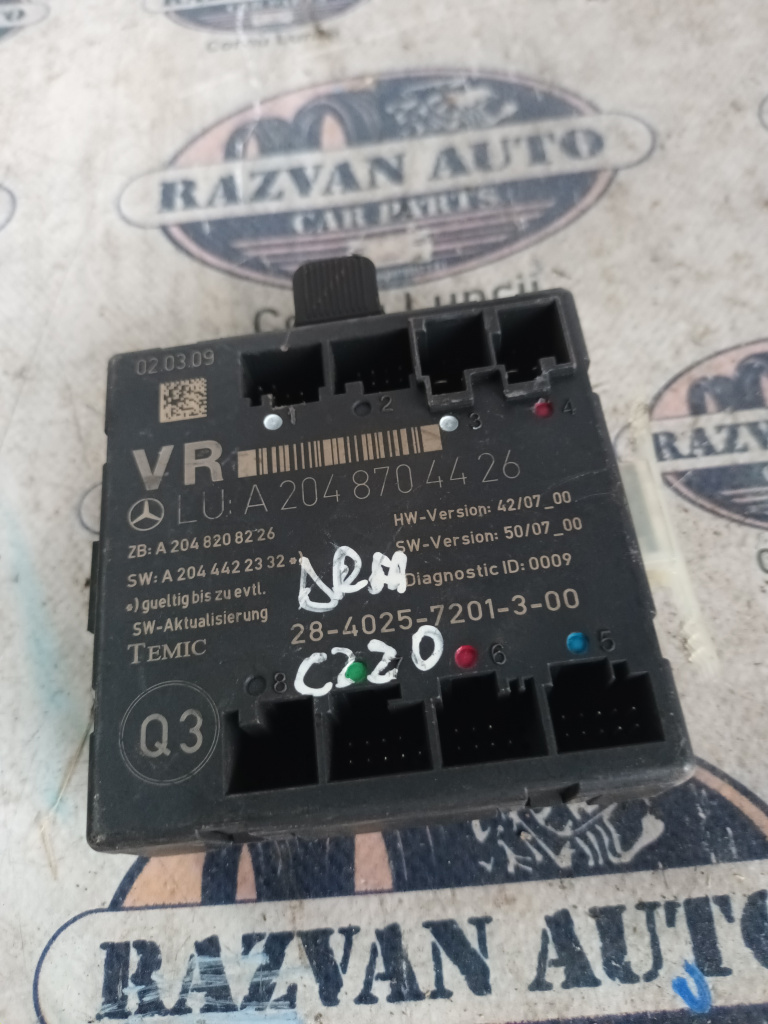 RAZVAN AUTO
CAR PARTS
02.03.09
1 2 3 4
VR
LU: A 204 870 44 26
ZB: A 204 820 82 26
HW-Version: 42/07_00
SW: A 204 442 23 32 *)
SW-Version: 50/07_00
*) gueltig bis zu evtl.
SW-Aktualisierung
Diagnostic ID: 0009
28-4025-7201-3-00
TEMIC
C220
8 6 5
Q3
RAZVAN
CAR
RAZVAN AUTO